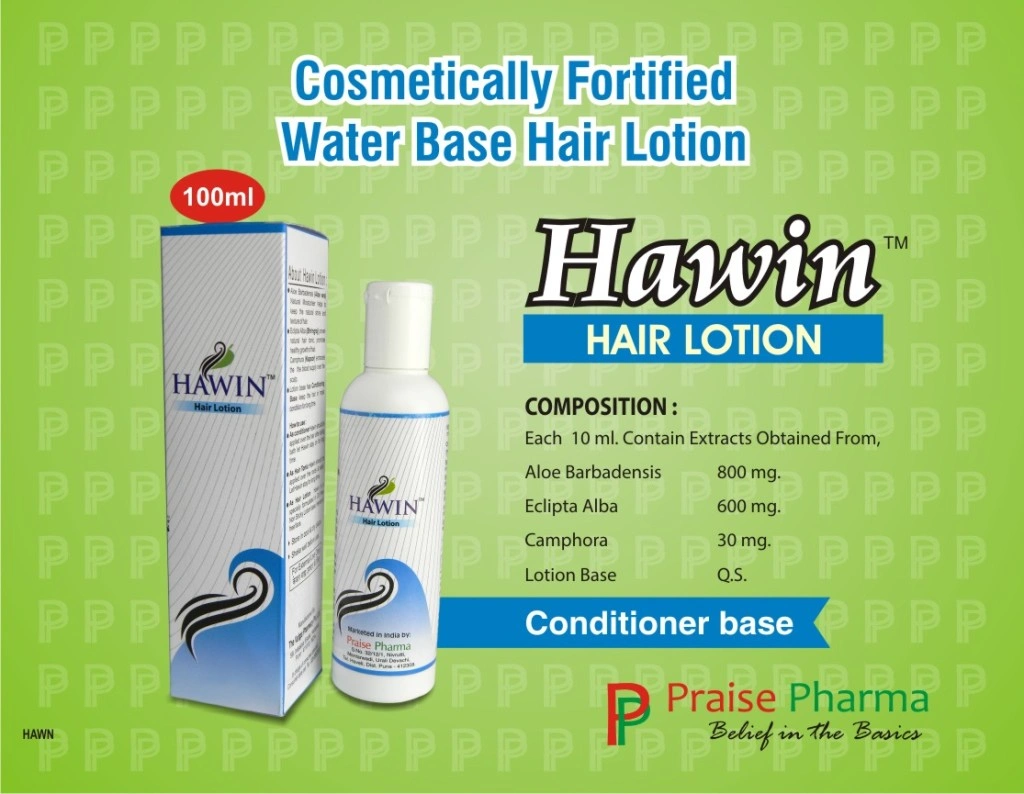 Cosmetically Fortified
Water Base Hair Lotion
100ml
Hawin™
HAIR LOTION
COMPOSITION :
Each 10 ml. Contain Extracts Obtained From,
Aloe Barbadensis 800 mg.
Eclipta Alba 600 mg.
Camphora 30 mg.
Lotion Base Q.S.
Conditioner base
PP Praise Pharma
Belief in the Basics
HAWN
HAWIN™
Hair Lotion
About Hawin Lotion
HAWIN™
Hair Lotion
Marketed in India by:
Praise Pharma